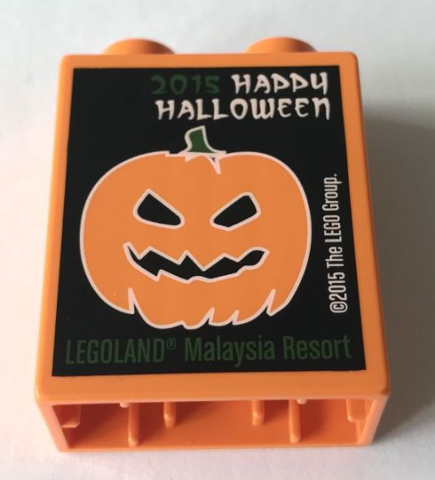 2015 HAPPY
HALLOWEEN
©2015 The LEGO Group.
LEGOLAND® Malaysia Resort